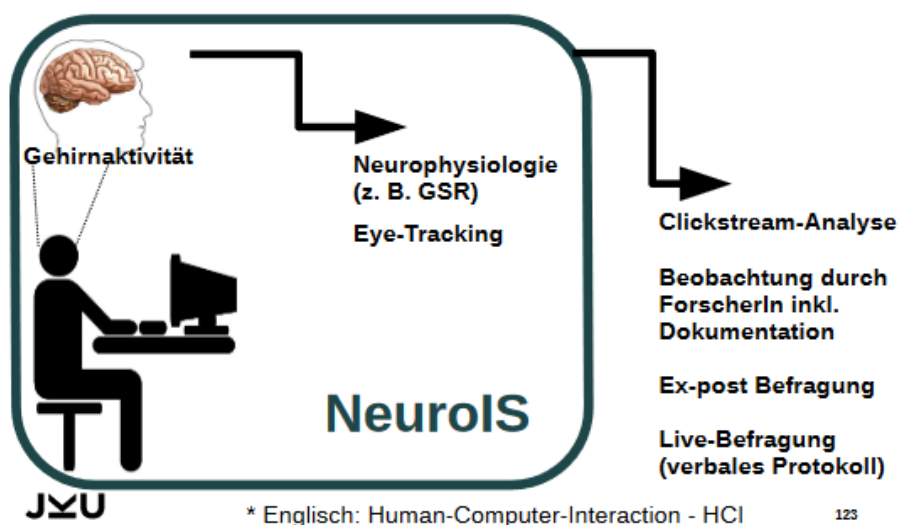 Gehirnaktivität
Neurophysiologie
(z. B. GSR)
Eye-Tracking
Clickstream-Analyse
Beobachtung durch
ForscherIn inkl.
Dokumentation
Ex-post Befragung
Live-Befragung
(verbales Protokoll)
NeuroIS
JKU
* Englisch: Human-Computer-Interaction - HCI
123